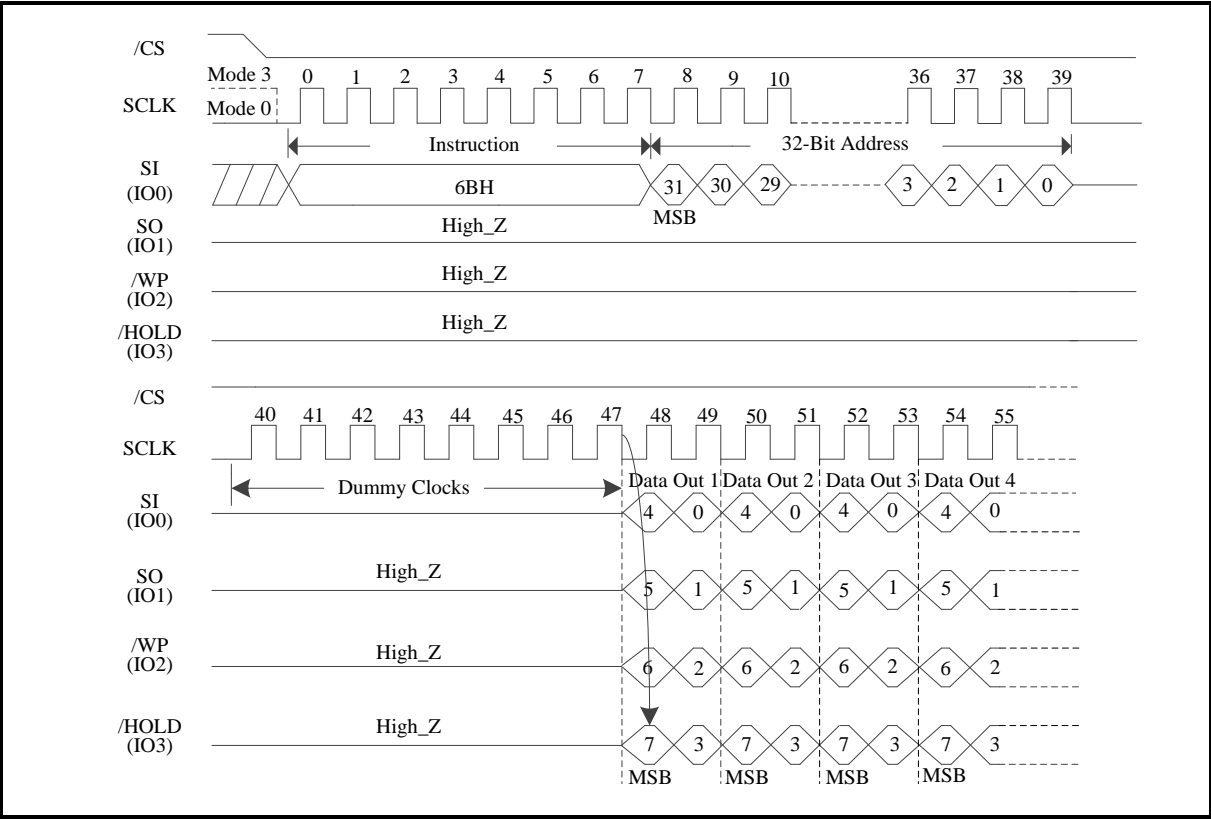 /CS
Mode 3 0 1 2 3 4 5 6 7 8 9 10 36 37 38 39
SCLK Mode 0
Instruction 32-Bit Address
SI
(IO0) 6BH 31 30 29 3 2 1 0
MSB
SO High_Z
(IO1)
/WP High_Z
(IO2)
/HOLD High_Z
(IO3)
/CS
40 41 42 43 44 45 46 47 48 49 50 51 52 53 54 55
SCLK
Dummy Clocks Data Out 1 Data Out 2 Data Out 3 Data Out 4
SI
(IO0) 4 0 4 0 4 0 4 0
SO High_Z
(IO1) 5 1 5 1 5 1 5 1
/WP High_Z
(IO2) 6 2 6 2 6 2 6 2
/HOLD High_Z
(IO3) 7 3 7 3 7 3 7 3
MSB MSB MSB MSB